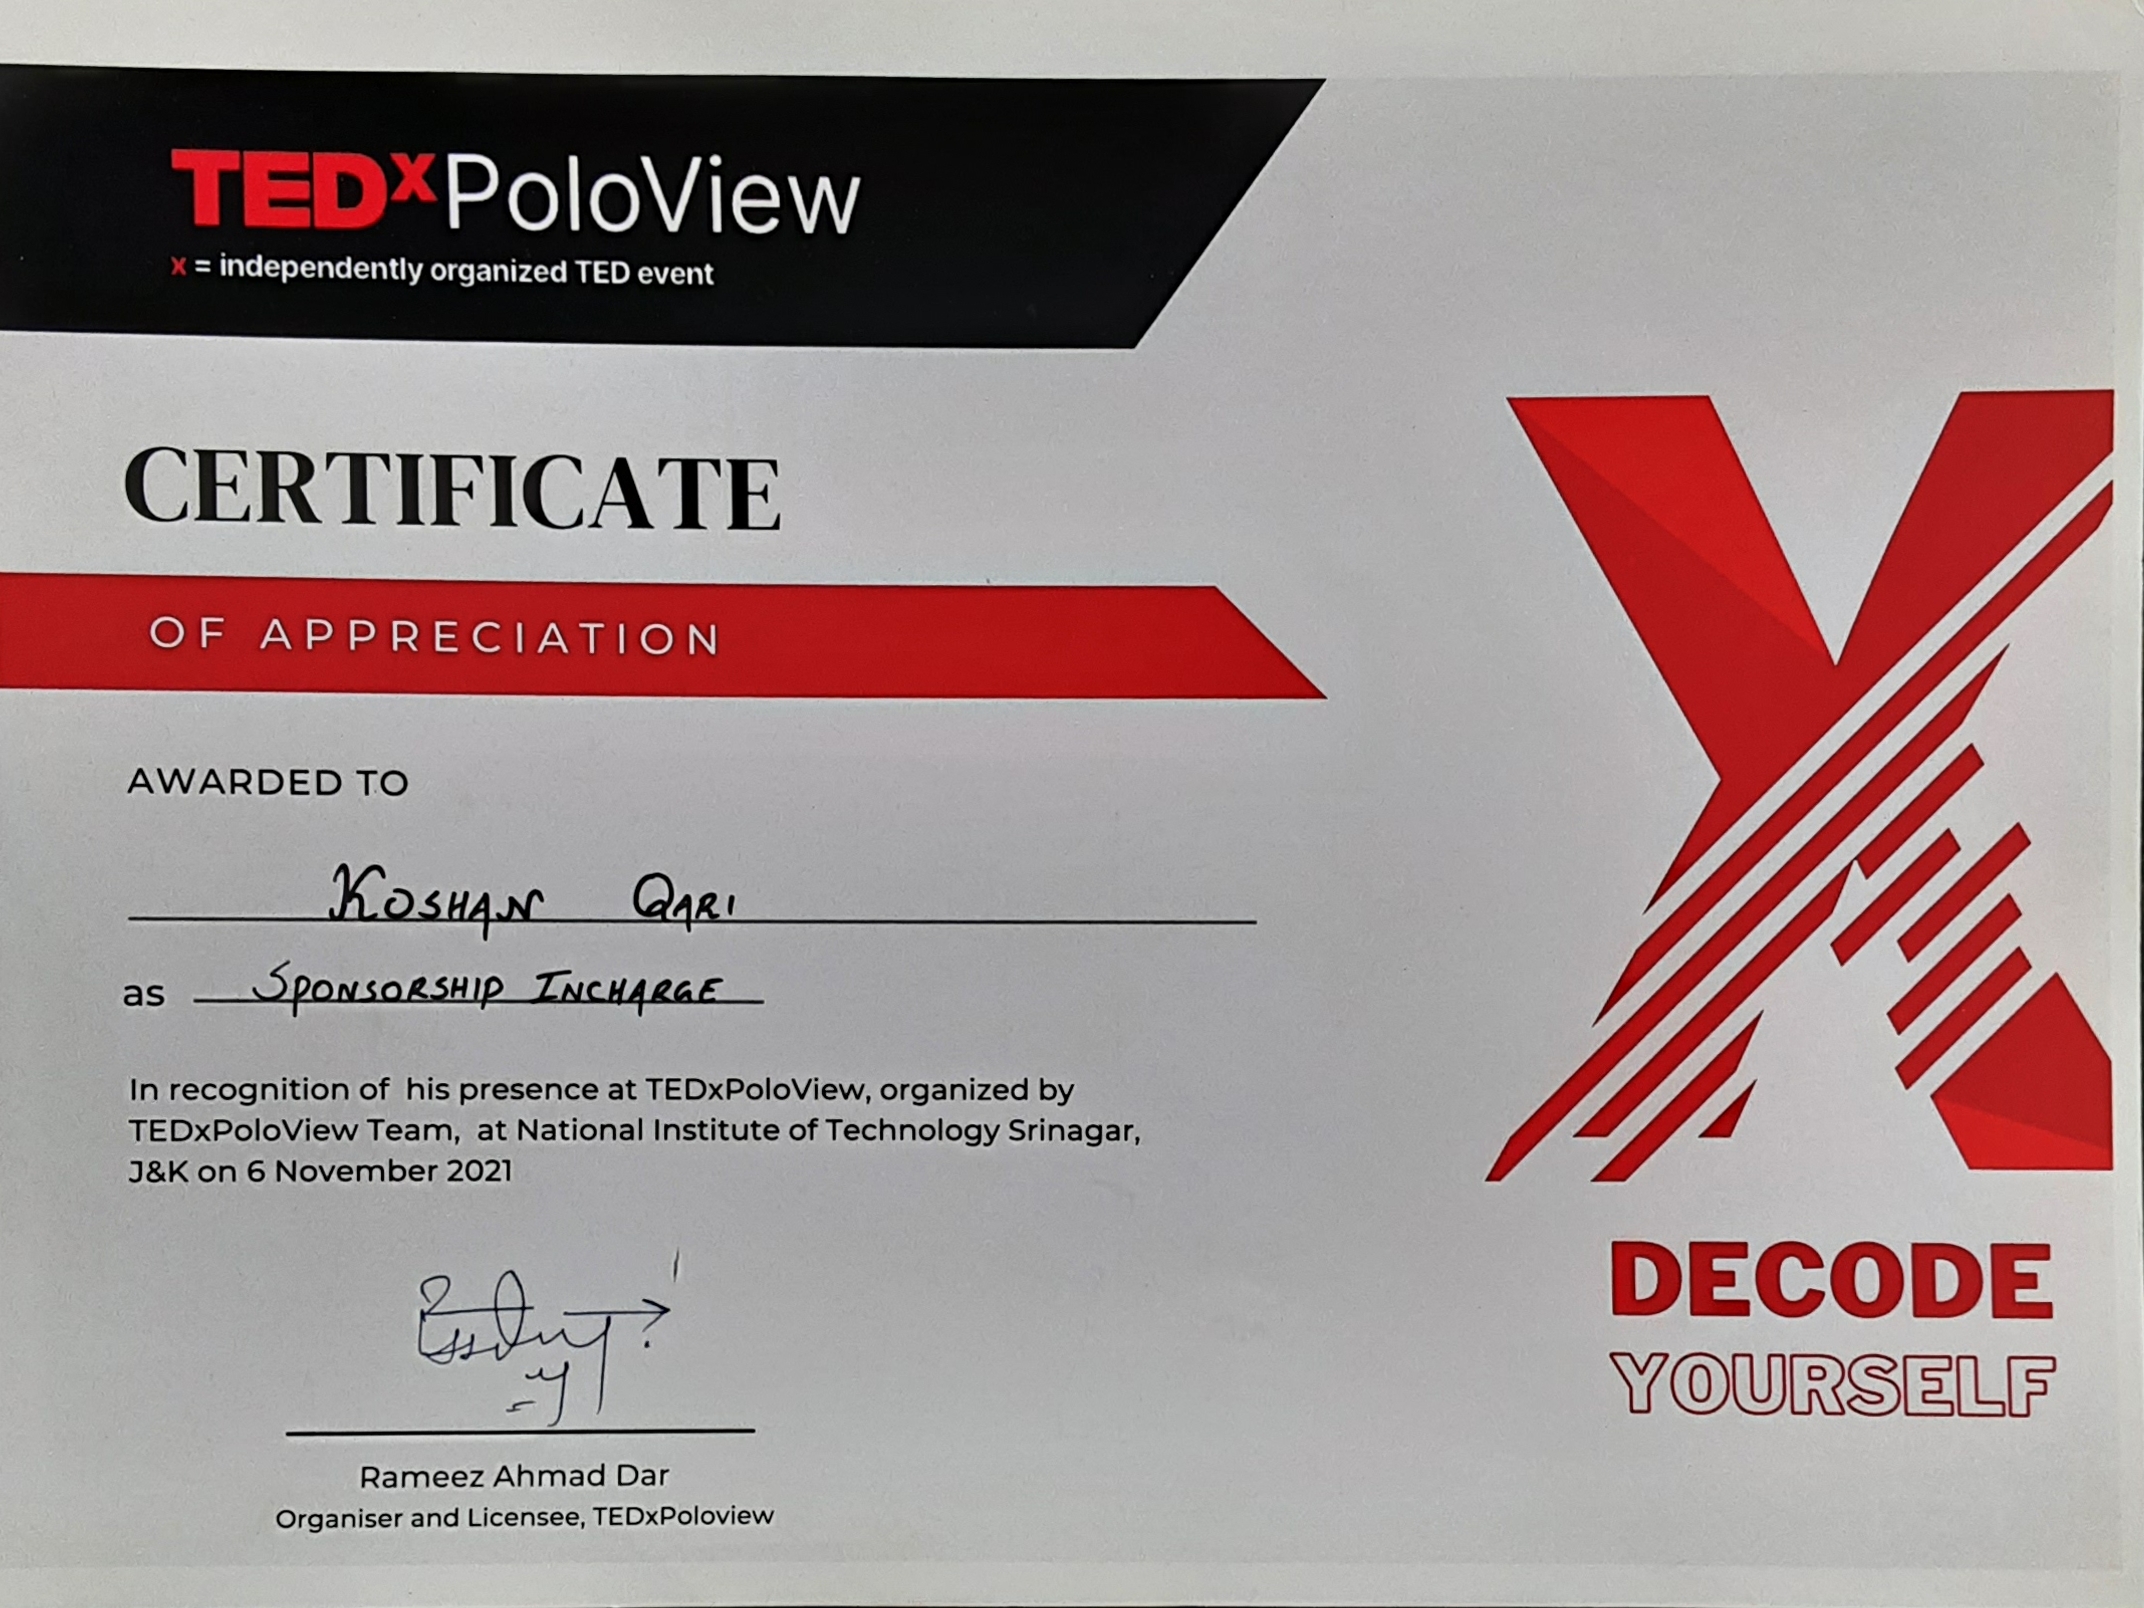 TEDxPoloView
x = independently organized TED event
CERTIFICATE
OF APPRECIATION
AWARDED TO
KOSHAN QARI
as SPONSORSHIP INCHARGE
In recognition of his presence at TEDxPoloView, organized by
TEDxPoloView Team, at National Institute of Technology Srinagar,
J&K on 6 November 2021
Rameez Ahmad Dar
Organiser and Licensee, TEDxPoloview
DECODE
YOURSELF